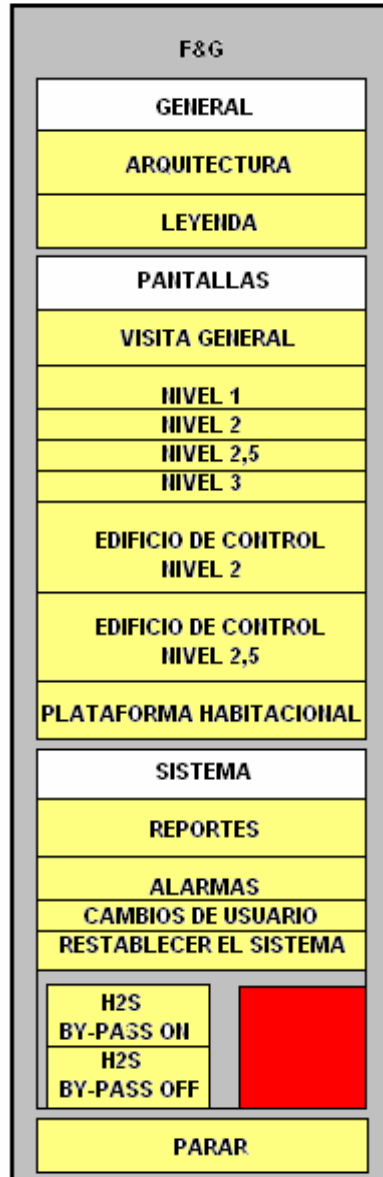 F&G
GENERAL
ARQUITECTURA
LEYENDA
PANTALLAS
VISITA GENERAL
NIVEL 1
NIVEL 2
NIVEL 2,5
NIVEL 3
EDIFICIO DE CONTROL
NIVEL 2
EDIFICIO DE CONTROL
NIVEL 2,5
PLATAFORMA HABITACIONAL
SISTEMA
REPORTES
ALARMAS
CAMBIOS DE USUARIO
RESTABLECER EL SISTEMA
H2S
BY-PASS ON
H2S
BY-PASS OFF
PARAR